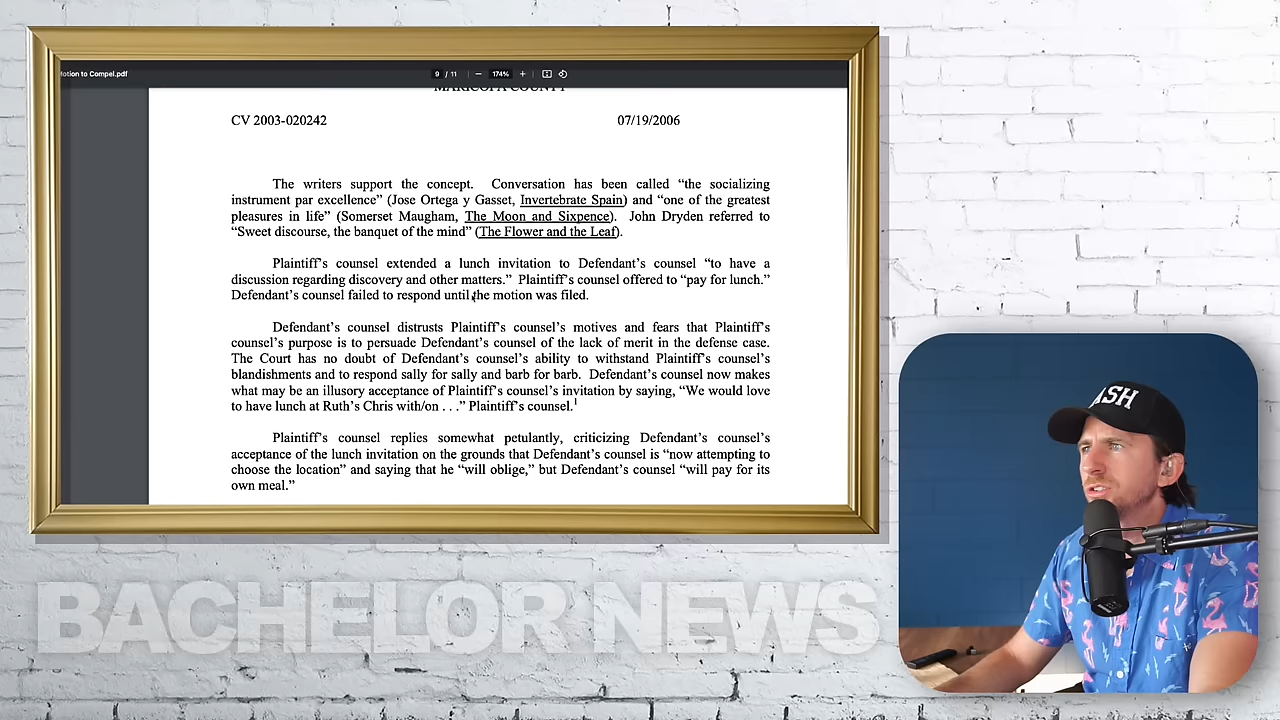 Motion to Compel.pdf
9 / 11
174%
MARICOPA COUNTY
CV 2003-020242 07/19/2006
The writers support the concept. Conversation has been called “the socializing
instrument par excellence” (Jose Ortega y Gasset, Invertebrate Spain) and “one of the greatest
pleasures in life” (Somerset Maugham, The Moon and Sixpence). John Dryden referred to
“Sweet discourse, the banquet of the mind” (The Flower and the Leaf).
Plaintiff’s counsel extended a lunch invitation to Defendant’s counsel “to have a
discussion regarding discovery and other matters.” Plaintiff’s counsel offered to “pay for lunch.”
Defendant’s counsel failed to respond until the motion was filed.
Defendant’s counsel distrusts Plaintiff’s counsel’s motives and fears that Plaintiff’s
counsel’s purpose is to persuade Defendant’s counsel of the lack of merit in the defense case.
The Court has no doubt of Defendant’s counsel’s ability to withstand Plaintiff’s counsel’s
blandishments and to respond sally for sally and barb for barb. Defendant’s counsel now makes
what may be an illusory acceptance of Plaintiff’s counsel’s invitation by saying, “We would love
to have lunch at Ruth’s Chris with/on . . .” Plaintiff’s counsel.1
Plaintiff’s counsel replies somewhat petulantly, criticizing Defendant’s counsel’s
acceptance of the lunch invitation on the grounds that Defendant’s counsel is “now attempting to
choose the location” and saying that he “will oblige,” but Defendant’s counsel “will pay for its
own meal.”
ASH
BACHELOR NEWS